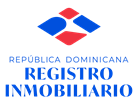 REPÚBLICA DOMINICANA
REGISTRO
INMOBILIARIO